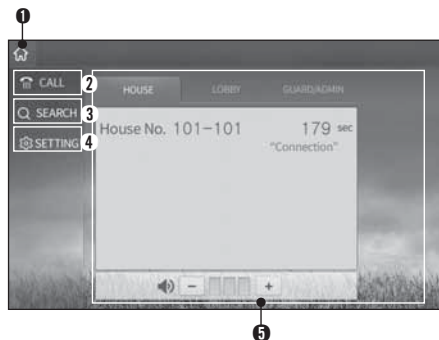 1
CALL 2
SEARCH 3
SETTING 4
HOUSE LOBBY GUARD/ADMIN
House No. 101-101 179 sec
"Connection"
- +
5